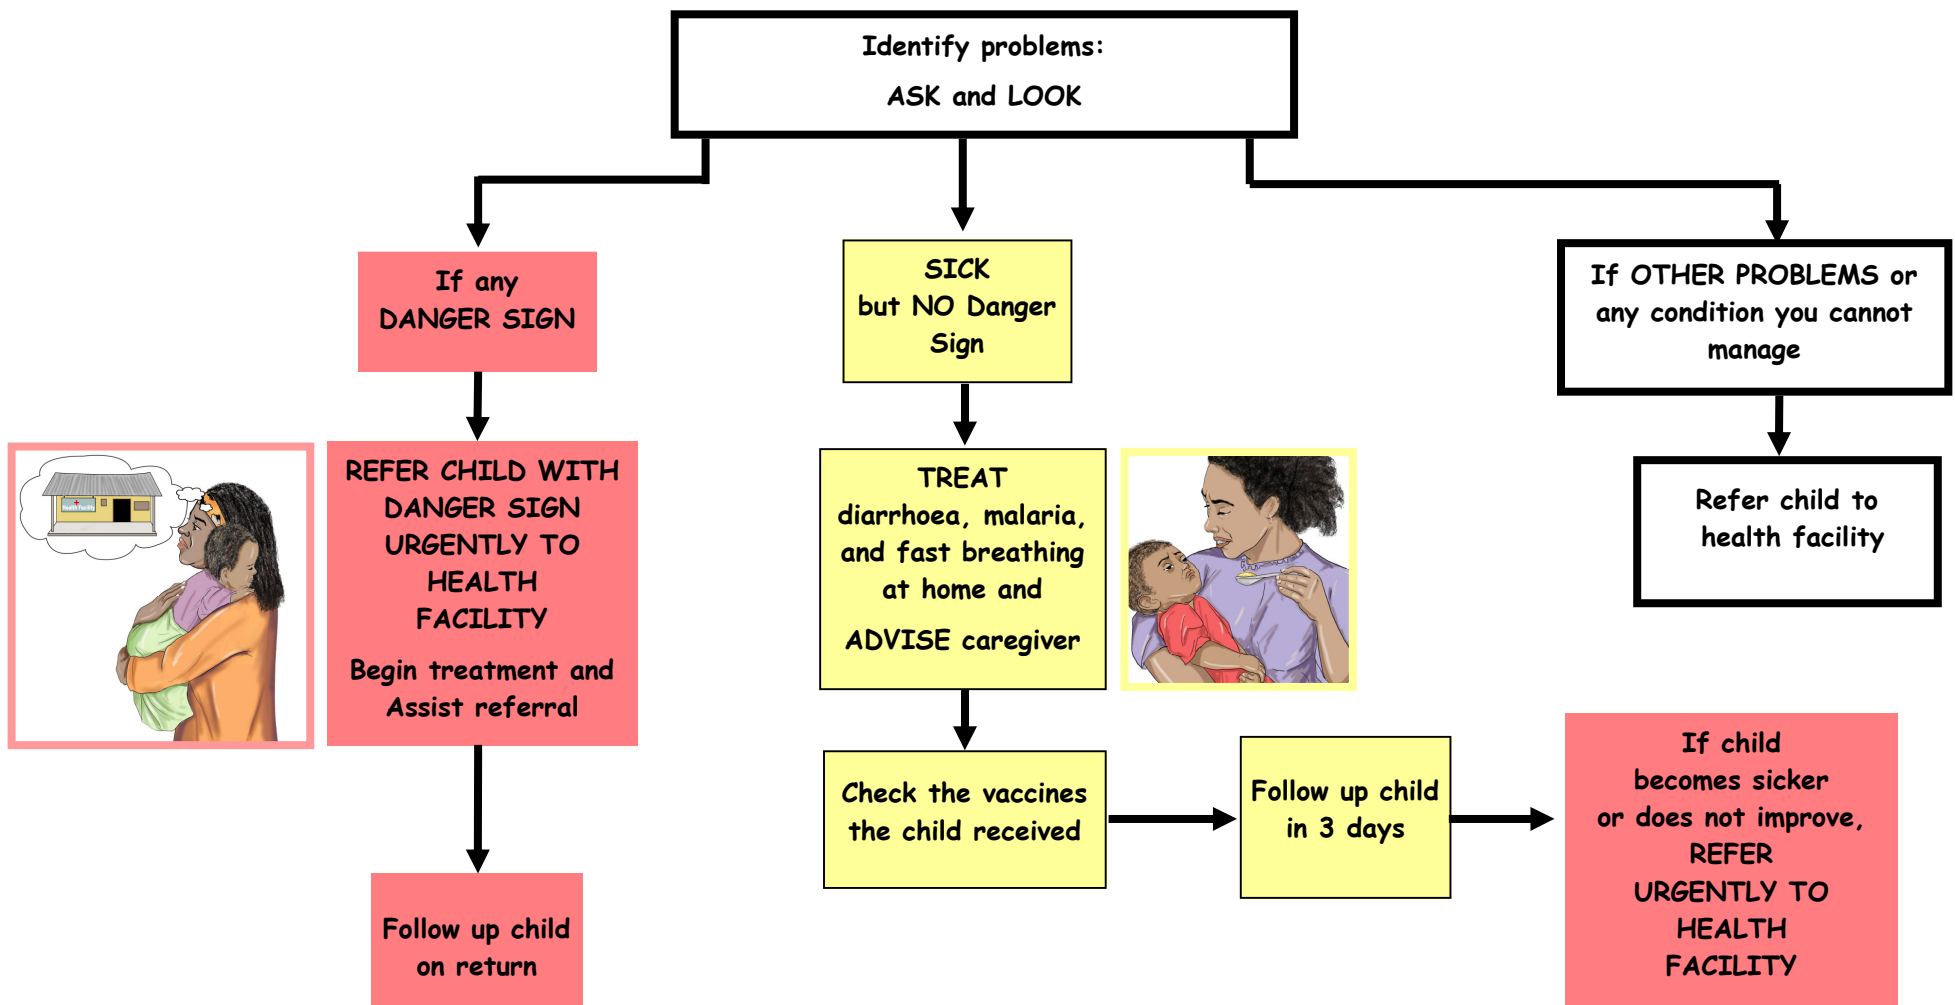 Identify problems:
ASK and LOOK
If any
DANGER SIGN
SICK
but NO Danger
Sign
If OTHER PROBLEMS or
any condition you cannot
manage
REFER CHILD WITH
DANGER SIGN
URGENTLY TO
HEALTH
FACILITY
Begin treatment and
Assist referral
Health Facility
TREAT
diarrhoea, malaria,
and fast breathing
at home and
ADVISE caregiver
Refer child to
health facility
Check the vaccines
the child received
Follow up child
in 3 days
If child
becomes sicker
or does not improve,
REFER
URGENTLY TO
HEALTH
FACILITY
Follow up child
on return